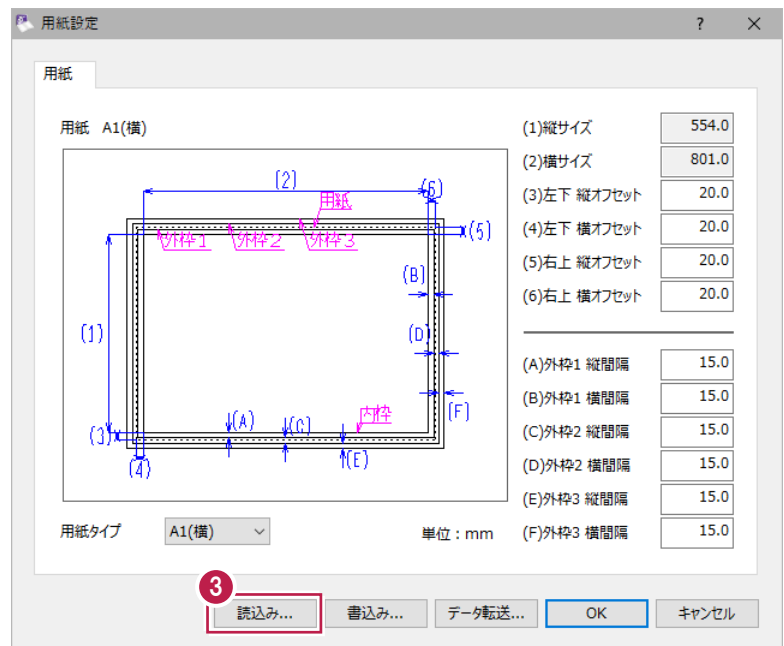 用紙設定
?
用紙
用紙 A1(横)
(2)
(6)
用紙
外枠1
外枠2
外枠3
(5)
(B)
(1)
(D)
(F)
内枠
(A)
(C)
(3)
(E)
(4)
用紙タイプ A1(横)
単位:mm
(1)縦サイズ 554.0
(2)横サイズ 801.0
(3)左下 縦オフセット 20.0
(4)左下 横オフセット 20.0
(5)右上 縦オフセット 20.0
(6)右上 横オフセット 20.0
(A)外枠1 縦間隔 15.0
(B)外枠1 横間隔 15.0
(C)外枠2 縦間隔 15.0
(D)外枠2 横間隔 15.0
(E)外枠3 縦間隔 15.0
(F)外枠3 横間隔 15.0
3
読込み... 書込み... データ転送... OK キャンセル